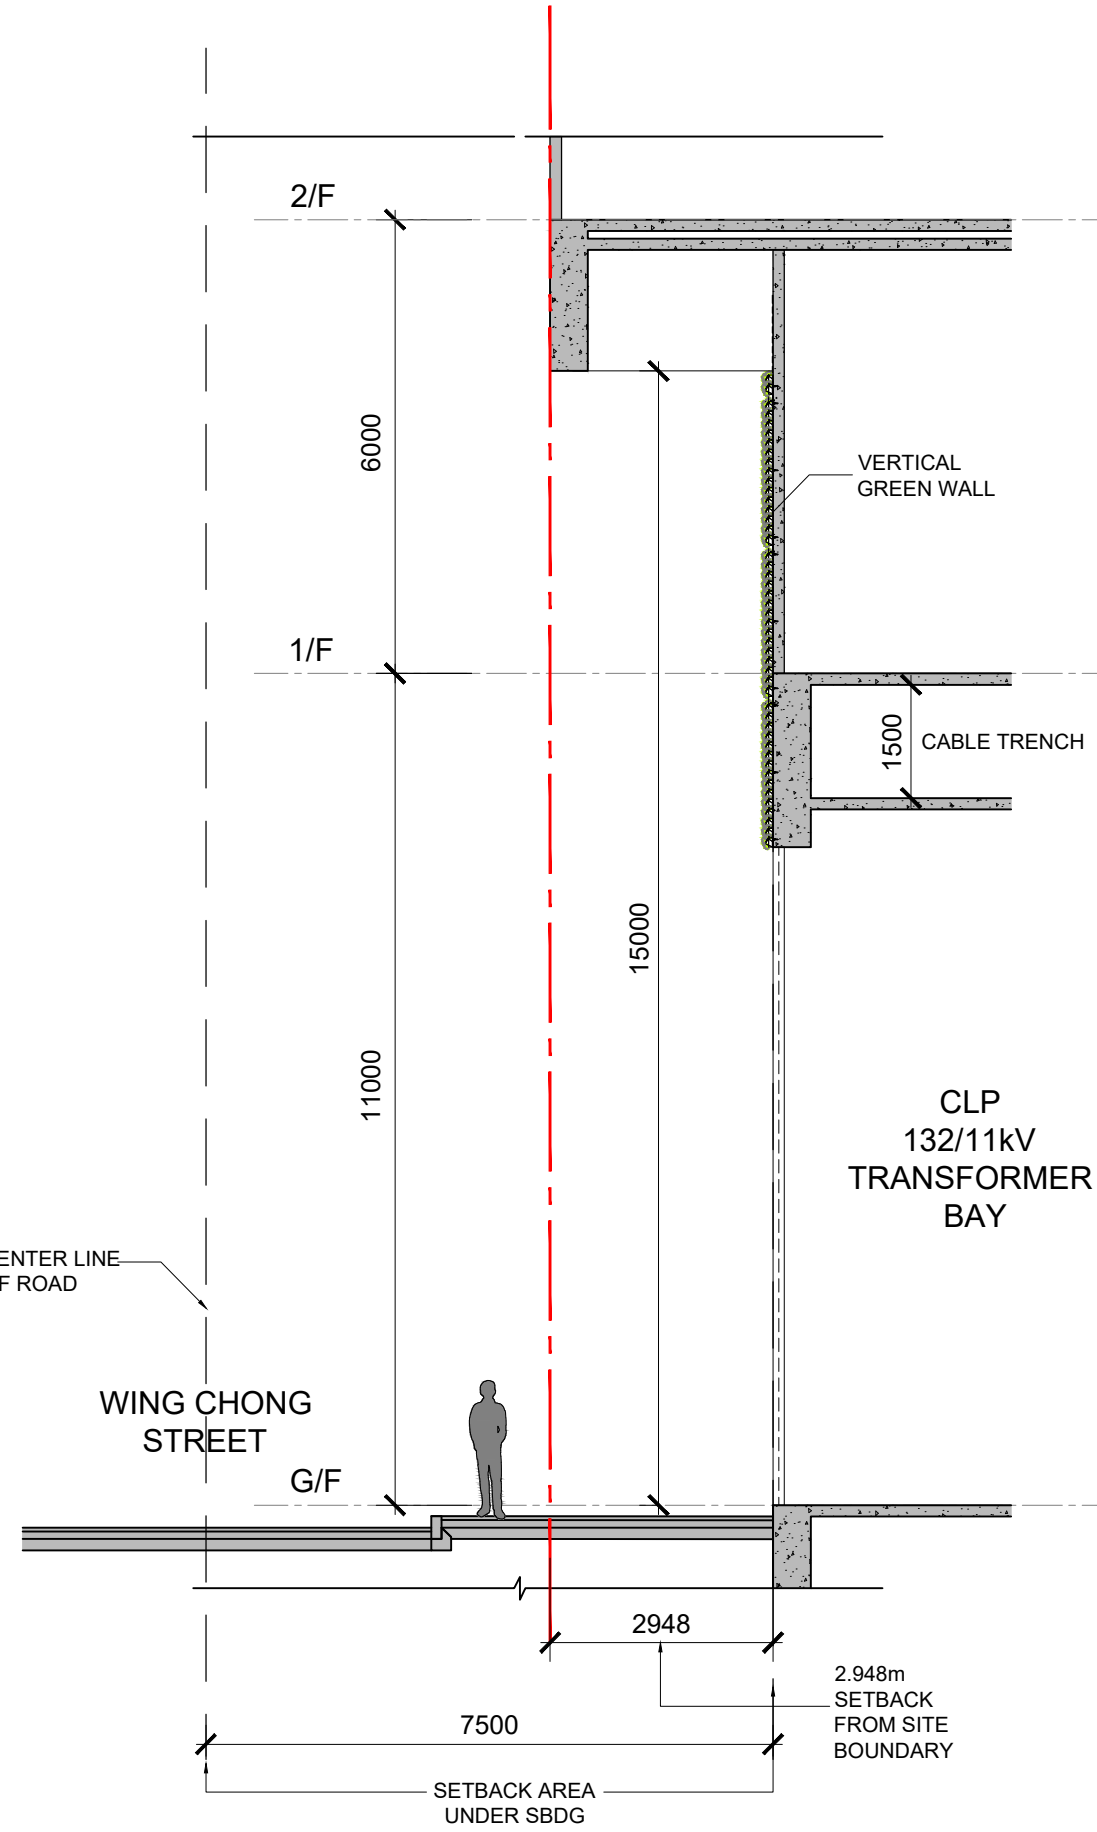 2/F
6000
VERTICAL
GREEN WALL
1/F
1500
CABLE TRENCH
15000
11000
CLP
132/11kV
TRANSFORMER
BAY
ENTER LINE
F ROAD
WING CHONG
STREET
G/F
2948
2.948m
SETBACK
FROM SITE
BOUNDARY
7500
SETBACK AREA
UNDER SBDG